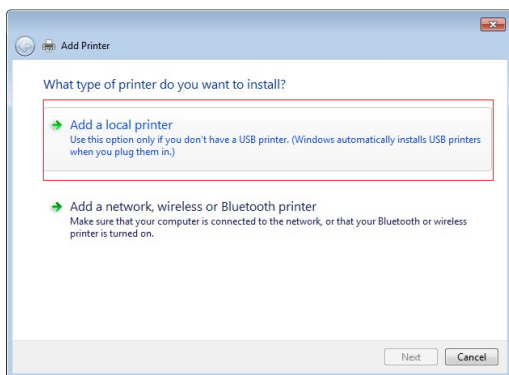 Add Printer
What type of printer do you want to install?
Add a local printer
Use this option only if you don't have a USB printer. (Windows automatically installs USB printers
when you plug them in.)
Add a network, wireless or Bluetooth printer
Make sure that your computer is connected to the network, or that your Bluetooth or wireless
printer is turned on.
Next Cancel